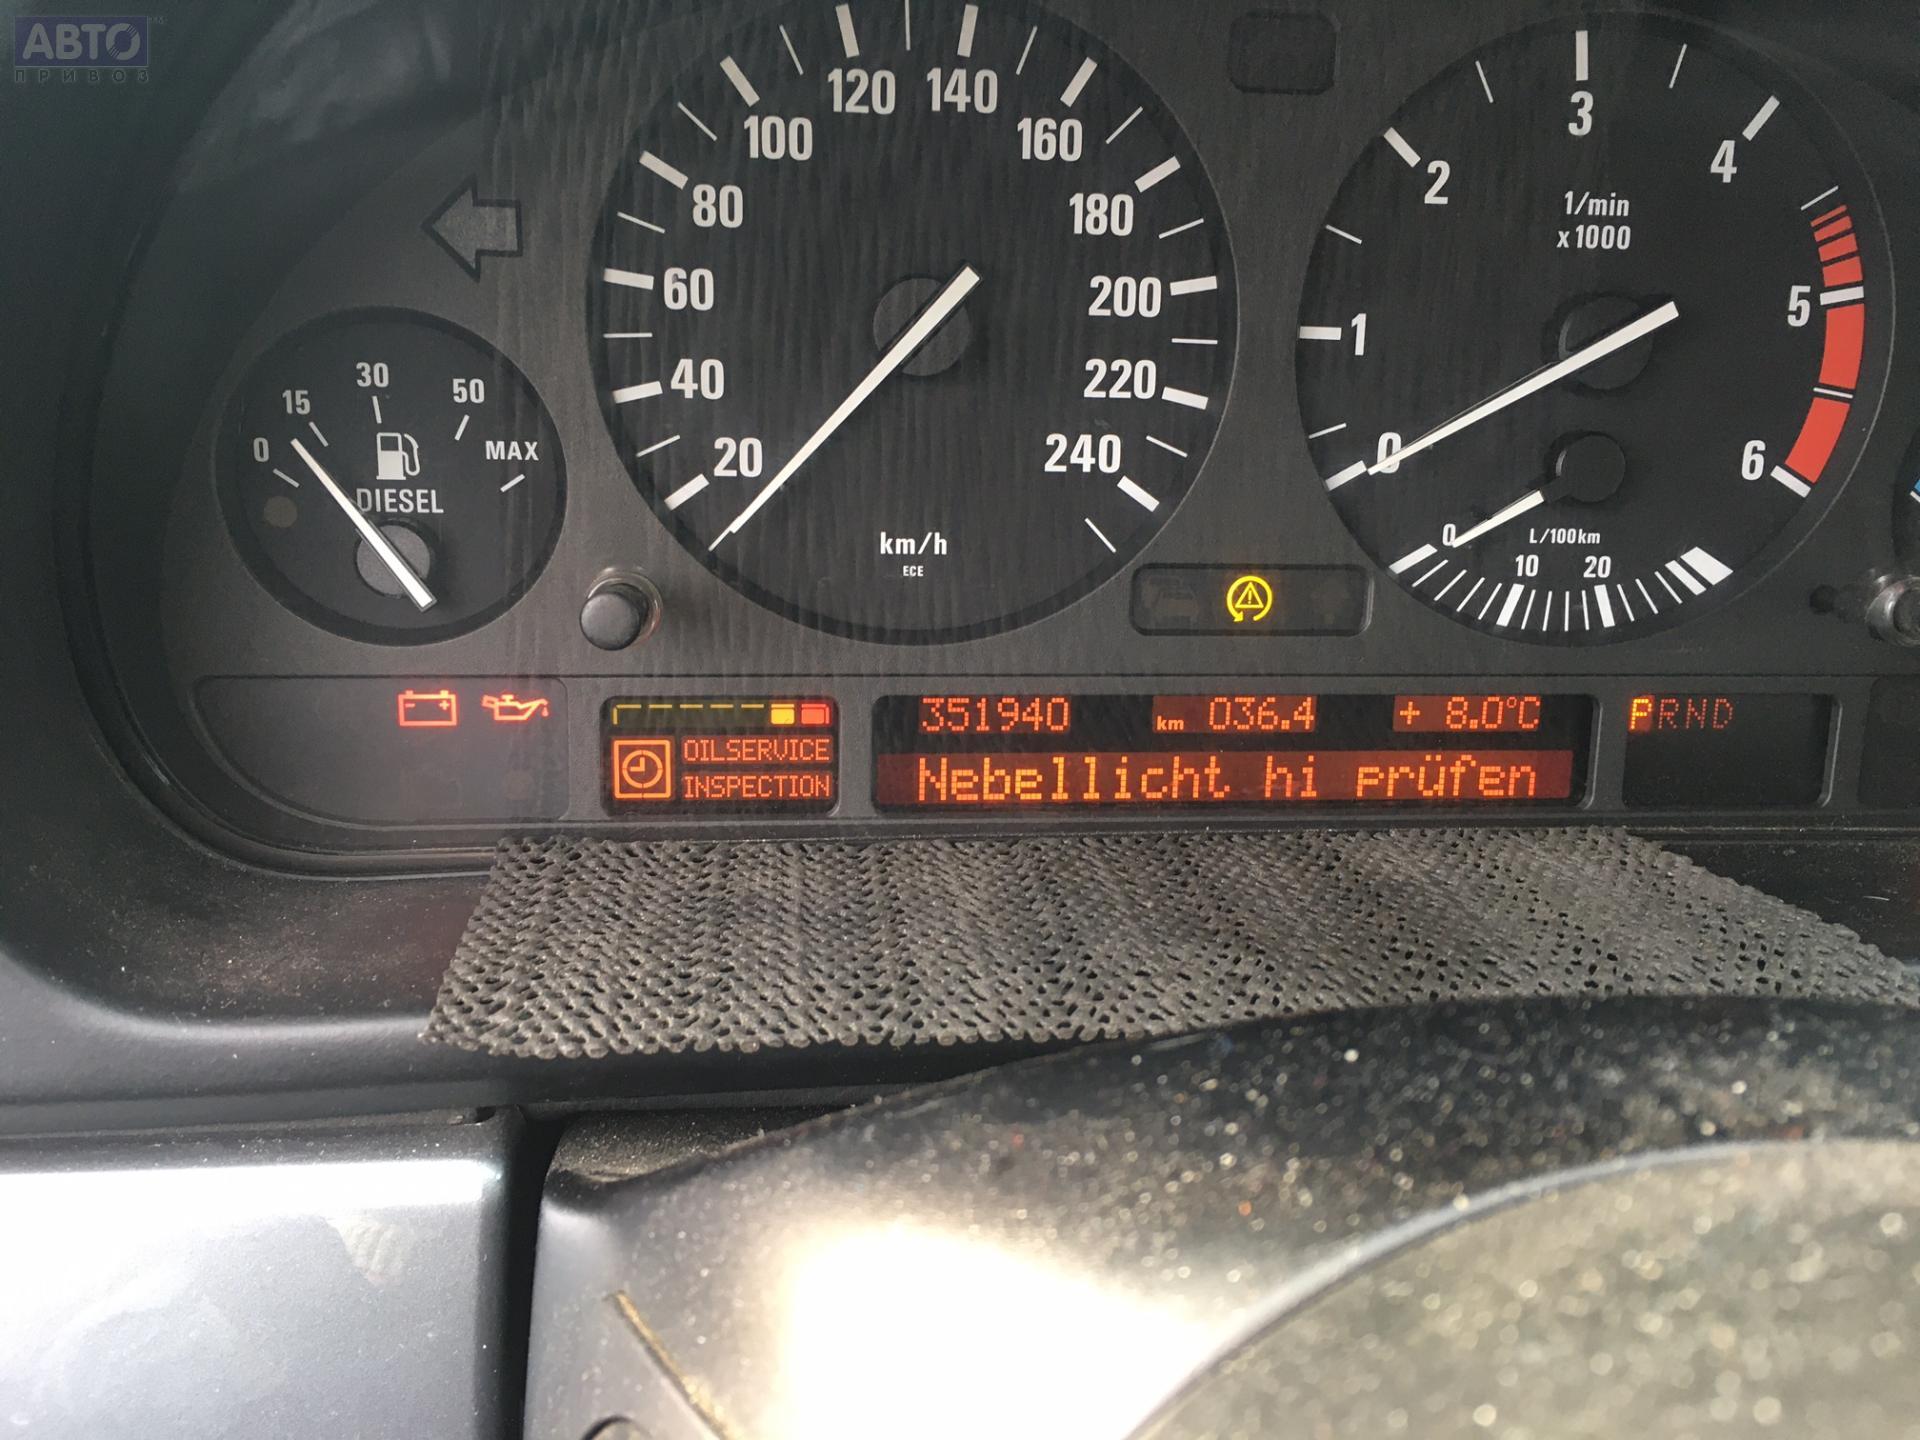 АВТО
ПРИВОЗ
0
15
30
50
MAX
DIESEL
20
40
60
80
100
120
140
160
180
200
220
240
km/h
ECE
0
1
2
3
4
5
6
1/min
x1000
0
L/100km
10
20
OILSERVICE
INSPECTION
351940 km 036.4 + 8.0°C
Nebellicht hi prüfen
PRND